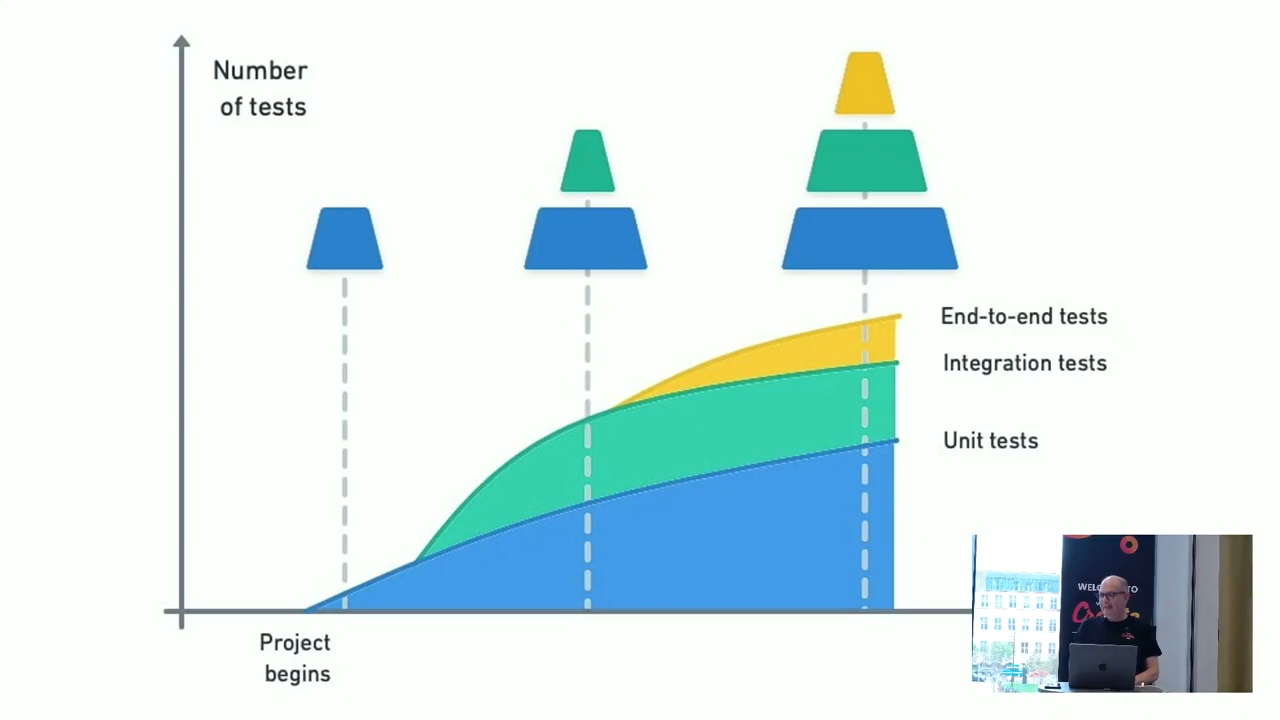 Number
of tests
End-to-end tests
Integration tests
Unit tests
Project
begins